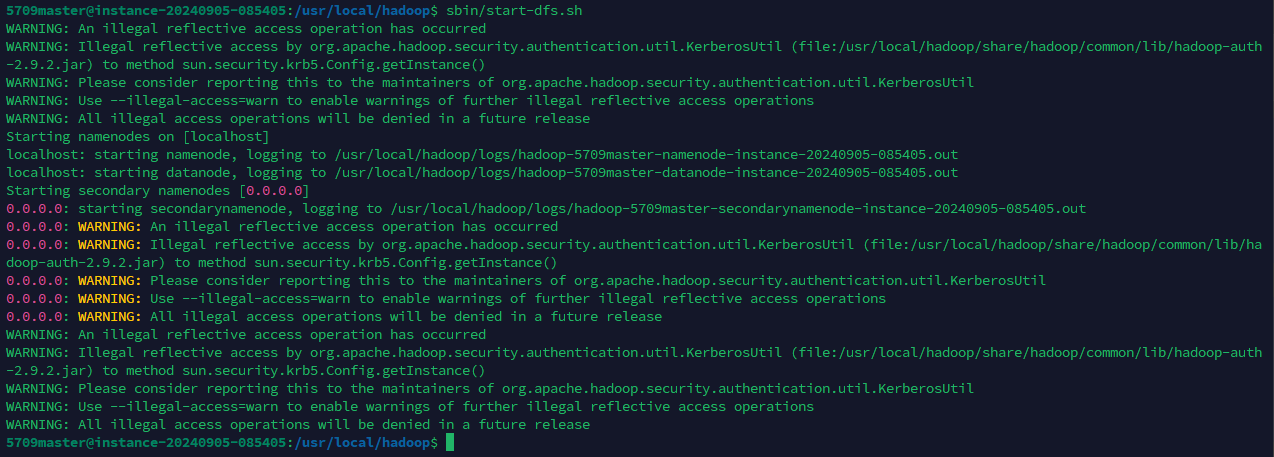 5709master@instance-20240905-085405:/usr/local/hadoop$ sbin/start-dfs.sh
WARNING: An illegal reflective access operation has occurred
WARNING: Illegal reflective access by org.apache.hadoop.security.authentication.util.KerberosUtil (file:/usr/local/hadoop/share/hadoop/common/lib/hadoop-auth
-2.9.2.jar) to method sun.security.krb5.Config.getInstance()
WARNING: Please consider reporting this to the maintainers of org.apache.hadoop.security.authentication.util.KerberosUtil
WARNING: Use --illegal-access=warn to enable warnings of further illegal reflective access operations
WARNING: All illegal access operations will be denied in a future release
Starting namenodes on [localhost]
localhost: starting namenode, logging to /usr/local/hadoop/logs/hadoop-5709master-namenode-instance-20240905-085405.out
localhost: starting datanode, logging to /usr/local/hadoop/logs/hadoop-5709master-datanode-instance-20240905-085405.out
Starting secondary namenodes [0.0.0.0]
0.0.0.0: starting secondarynamenode, logging to /usr/local/hadoop/logs/hadoop-5709master-secondarynamenode-instance-20240905-085405.out
0.0.0.0: WARNING: An illegal reflective access operation has occurred
0.0.0.0: WARNING: Illegal reflective access by org.apache.hadoop.security.authentication.util.KerberosUtil (file:/usr/local/hadoop/share/hadoop/common/lib/ha
doop-auth-2.9.2.jar) to method sun.security.krb5.Config.getInstance()
0.0.0.0: WARNING: Please consider reporting this to the maintainers of org.apache.hadoop.security.authentication.util.KerberosUtil
0.0.0.0: WARNING: Use --illegal-access=warn to enable warnings of further illegal reflective access operations
0.0.0.0: WARNING: All illegal access operations will be denied in a future release
WARNING: An illegal reflective access operation has occurred
WARNING: Illegal reflective access by org.apache.hadoop.security.authentication.util.KerberosUtil (file:/usr/local/hadoop/share/hadoop/common/lib/hadoop-auth
-2.9.2.jar) to method sun.security.krb5.Config.getInstance()
WARNING: Please consider reporting this to the maintainers of org.apache.hadoop.security.authentication.util.KerberosUtil
WARNING: Use --illegal-access=warn to enable warnings of further illegal reflective access operations
WARNING: All illegal access operations will be denied in a future release
5709master@instance-20240905-085405:/usr/local/hadoop$